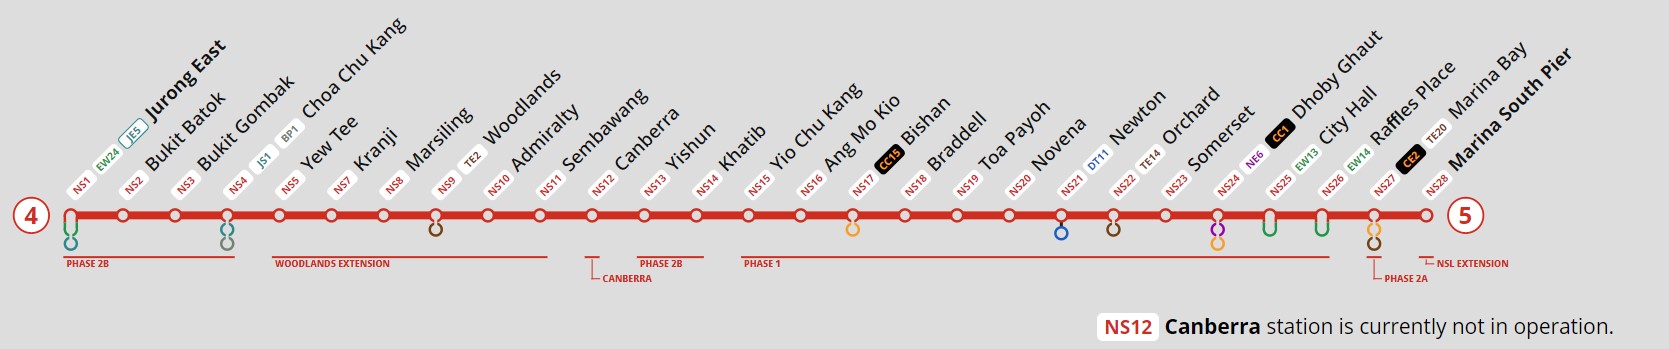 4
NS1 EW24 JE5 Jurong East
NS2 Bukit Batok
NS3 Bukit Gombak
NS4 JS1 BP1 Choa Chu Kang
NS5 Yew Tee
NS7 Kranji
NS8 Marsiling
NS9 TE2 Woodlands
NS10 Admiralty
NS11 Sembawang
NS12 Canberra
NS13 Yishun
NS14 Khatib
NS15 Yio Chu Kang
NS16 Ang Mo Kio
NS17 CC15 Bishan
NS18 Braddell
NS19 Toa Payoh
NS20 Novena
NS21 DT11 Newton
NS22 TE14 Orchard
NS23 Somerset
NS24 NE6 CC1 Dhoby Ghaut
NS25 EW13 City Hall
NS26 EW14 Raffles Place
NS27 CE2 TE20 Marina Bay
NS28 Marina South Pier
5
PHASE 2B
WOODLANDS EXTENSION
CANBERRA
PHASE 2B
PHASE 1
PHASE 2A
NSL EXTENSION
NS12 Canberra station is currently not in operation.